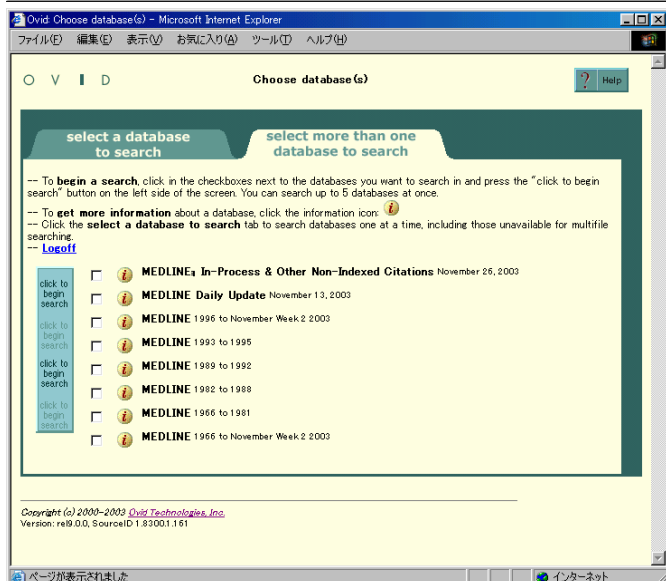 Ovid: Choose database(s) - Microsoft Internet Explorer
ファイル(F) 編集(E) 表示(V) お気に入り(A) ツール(T) ヘルプ(H)
O V I D Choose database(s) ? Help
select a database
to search
select more than one
database to search
-- To begin a search, click in the checkboxes next to the databases you want to search in and press the "click to begin
search" button on the left side of the screen. You can search up to 5 databases at once.
-- To get more information about a database, click the information icon: i
-- Click the select a database to search tab to search databases one at a time, including those unavailable for multifile
searching.
-- Logoff
click to
begin
search
click to
begin
search
click to
begin
search
click to
begin
search
i MEDLINE, In-Process & Other Non-Indexed Citations November 26, 2003
i MEDLINE Daily Update November 13, 2003
i MEDLINE 1996 to November Week 2 2003
i MEDLINE 1993 to 1995
i MEDLINE 1989 to 1992
i MEDLINE 1982 to 1988
i MEDLINE 1966 to 1981
i MEDLINE 1966 to November Week 2 2003
Copyright (c) 2000-2003 Ovid Technologies, Inc.
Version: rel9.0.0, SourceID 1.8300.1.161
ページが表示されました インターネット